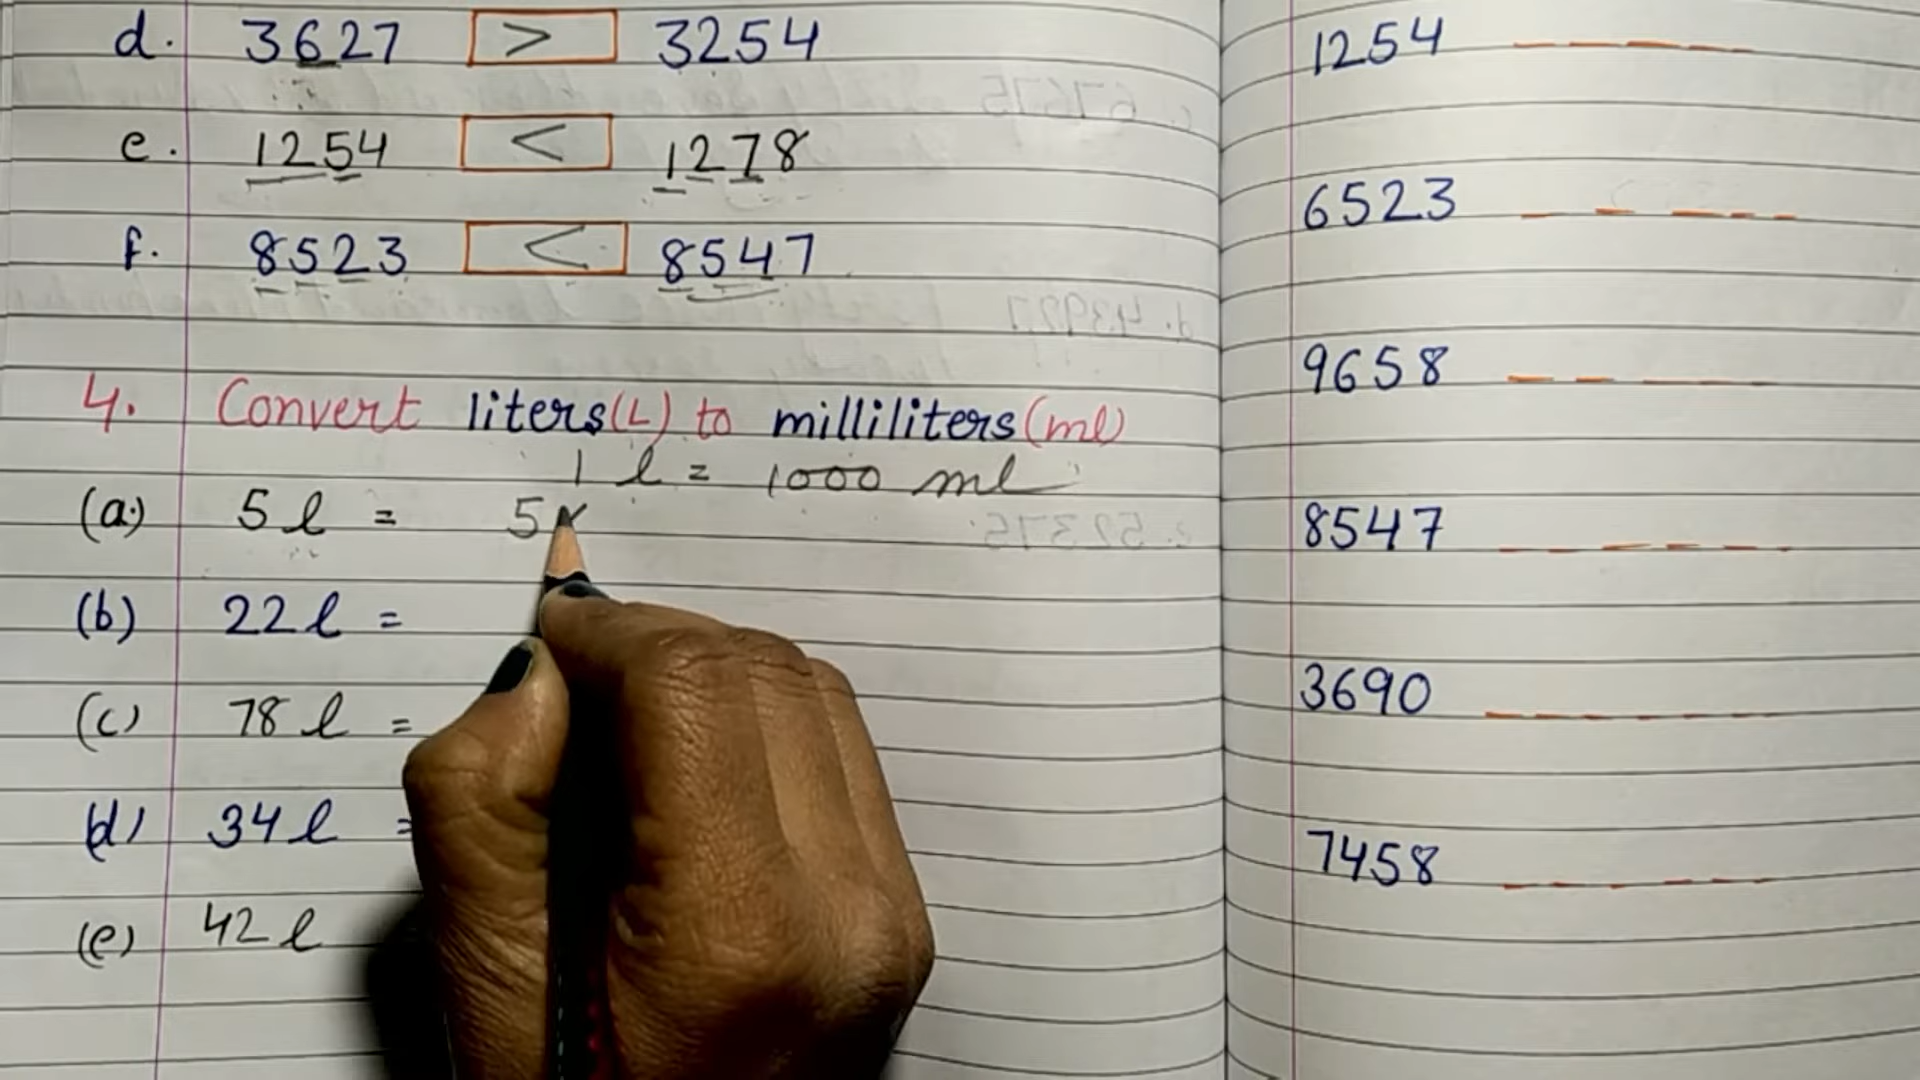 d. 3627 > 3254
e. 1254 < 1278
f. 8523 < 8547
4. Convert liters(L) to milliliters(ml)
1 l = 1000 ml
(a) 5 l = 5×
(b) 22 l =
(c) 78 l =
(d) 34 l =
(e) 42 l
1254
6523
9658
8547
3690
7458